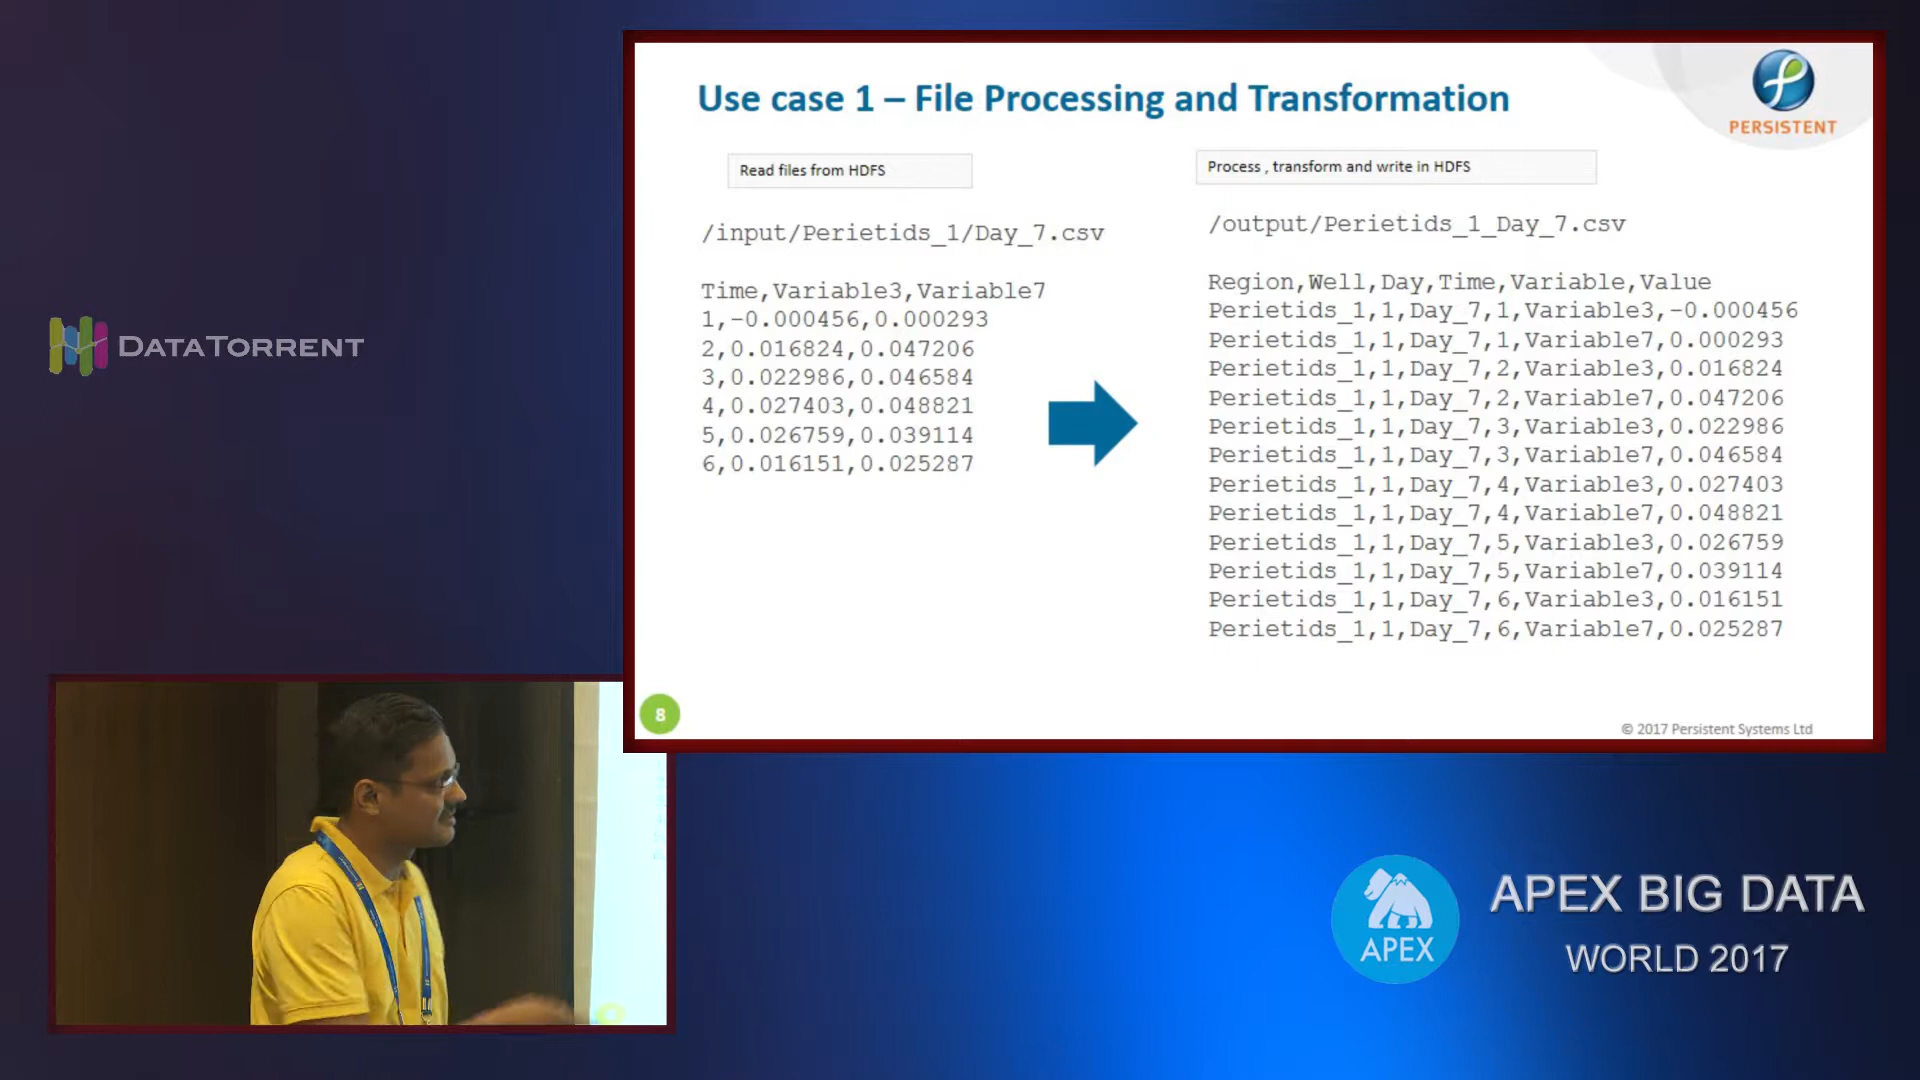 Use case 1 – File Processing and Transformation
PERSISTENT
Read files from HDFS
/input/Perietids_1/Day_7.csv
Time,Variable3,Variable7
1,-0.000456,0.000293
2,0.016824,0.047206
3,0.022986,0.046584
4,0.027403,0.048821
5,0.026759,0.039114
6,0.016151,0.025287
Process , transform and write in HDFS
/output/Perietids_1_Day_7.csv
Region,Well,Day,Time,Variable,Value
Perietids_1,1,Day_7,1,Variable3,-0.000456
Perietids_1,1,Day_7,1,Variable7,0.000293
Perietids_1,1,Day_7,2,Variable3,0.016824
Perietids_1,1,Day_7,2,Variable7,0.047206
Perietids_1,1,Day_7,3,Variable3,0.022986
Perietids_1,1,Day_7,3,Variable7,0.046584
Perietids_1,1,Day_7,4,Variable3,0.027403
Perietids_1,1,Day_7,4,Variable7,0.048821
Perietids_1,1,Day_7,5,Variable3,0.026759
Perietids_1,1,Day_7,5,Variable7,0.039114
Perietids_1,1,Day_7,6,Variable3,0.016151
Perietids_1,1,Day_7,6,Variable7,0.025287
8
© 2017 Persistent Systems Ltd
DATATORRENT
APEX
APEX BIG DATA
WORLD 2017